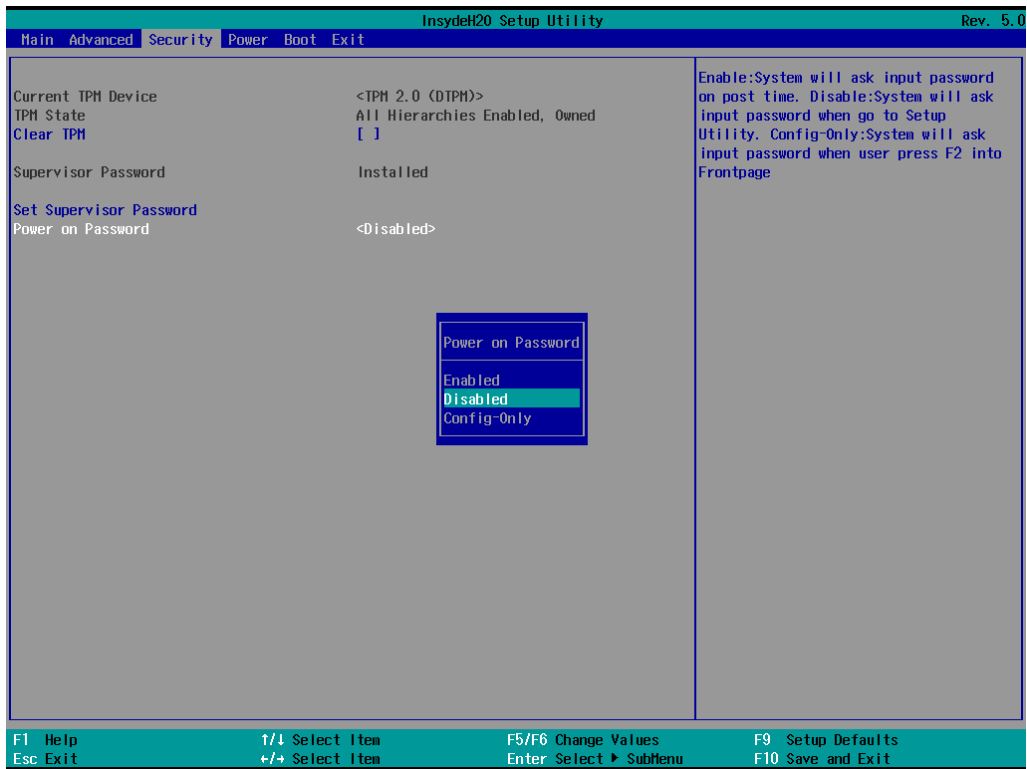 InsydeH20 Setup Utility Rev. 5.0
Main Advanced Security Power Boot Exit
Current TPM Device <TPM 2.0 (DTPM)>
TPM State All Hierarchies Enabled, Owned
Clear TPM [ ]
Supervisor Password Installed
Set Supervisor Password
Power on Password <Disabled>
Enable:System will ask input password
on post time. Disable:System will ask
input password when go to Setup
Utility. Config-Only:System will ask
input password when user press F2 into
Frontpage
Power on Password
Enabled
Disabled
Config-Only
F1 Help ↑/↓ Select Item F5/F6 Change Values F9 Setup Defaults
Esc Exit ←/→ Select Item Enter Select ▶ SubMenu F10 Save and Exit